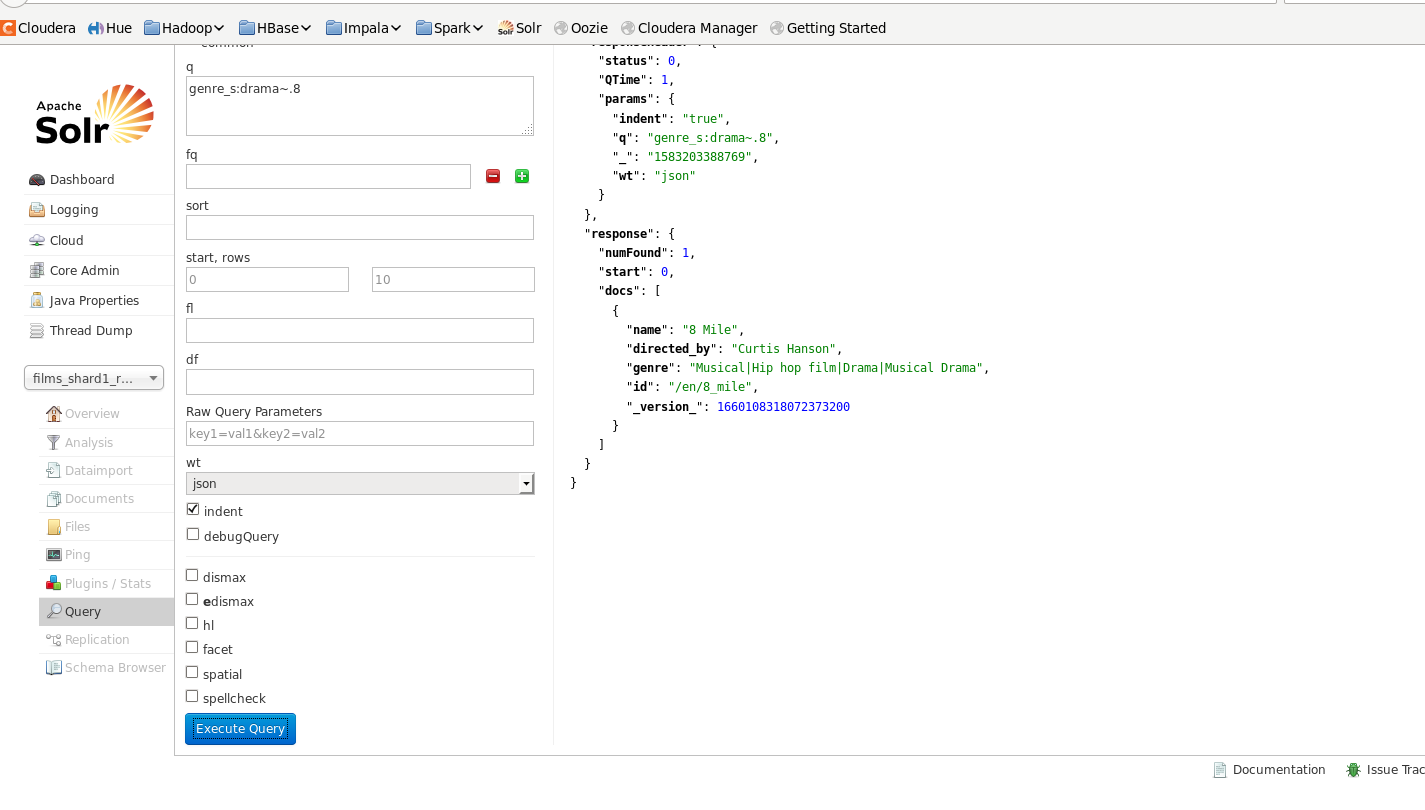 Cloudera Hue Hadoop HBase Impala Spark Solr Oozie Cloudera Manager Getting Started
Apache
Solr
Dashboard
Logging
Cloud
Core Admin
Java Properties
Thread Dump
films_shard1_r...
Overview
Analysis
Dataimport
Documents
Files
Ping
Plugins / Stats
Query
Replication
Schema Browser
common
q
genre_s:drama~.8
fq
sort
start, rows
0 10
fl
df
Raw Query Parameters
key1=val1&key2=val2
wt
json
indent
debugQuery
dismax
edismax
hl
facet
spatial
spellcheck
Execute Query
"responseHeader": {
"status": 0,
"QTime": 1,
"params": {
"indent": "true",
"q": "genre_s:drama~.8",
"_": "1583203388769",
"wt": "json"
}
},
"response": {
"numFound": 1,
"start": 0,
"docs": [
{
"name": "8 Mile",
"directed_by": "Curtis Hanson",
"genre": "Musical|Hip hop film|Drama|Musical Drama",
"id": "/en/8_mile",
"_version_": 1660108318072373200
}
]
}
}
Documentation Issue Trac